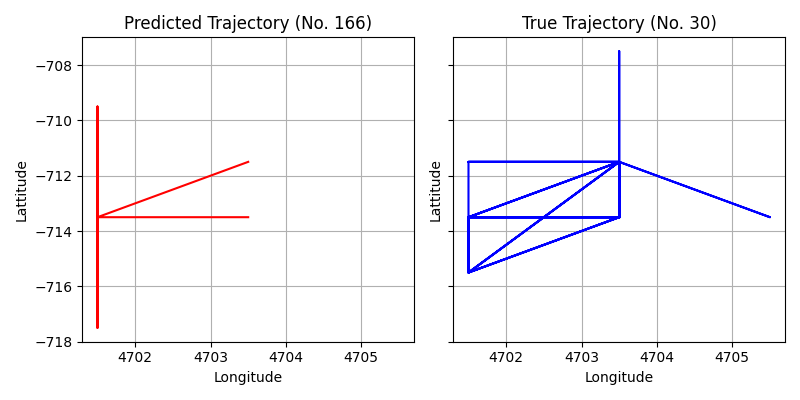 Predicted Trajectory (No. 166)
Lattitude
−708
−710
−712
−714
−716
−718
4702
4703
4704
4705
Longitude
True Trajectory (No. 30)
Lattitude
4702
4703
4704
4705
Longitude